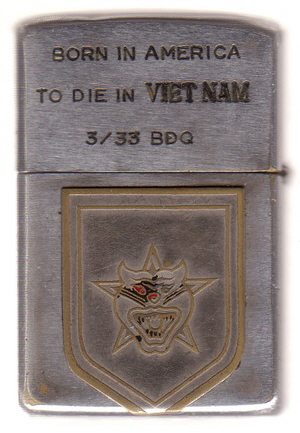 BORN IN AMERICA
TO DIE IN VIET NAM
3/33 BDQ